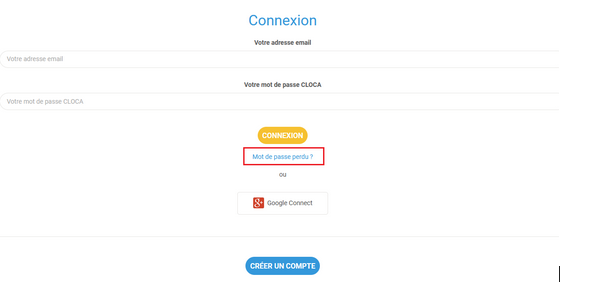 Connexion
Votre adresse email
Votre adresse email
Votre mot de passe CLOCA
Votre mot de passe CLOCA
CONNEXION
Mot de passe perdu ?
ou
g+ Google Connect
CRÉER UN COMPTE